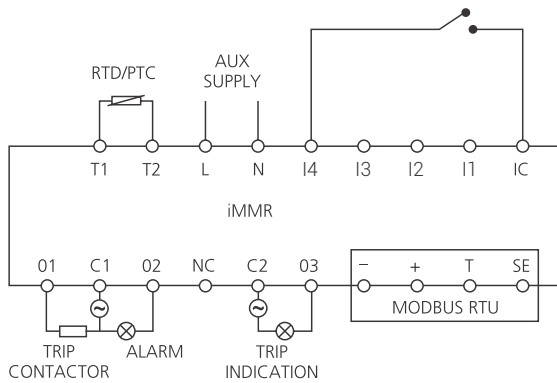 RTD/PTC
AUX
SUPPLY
T1 T2 L N I4 I3 I2 I1 IC
iMMR
01 C1 02 NC C2 03 − + T SE
MODBUS RTU
~ ~
TRIP
CONTACTOR
ALARM
TRIP
INDICATION